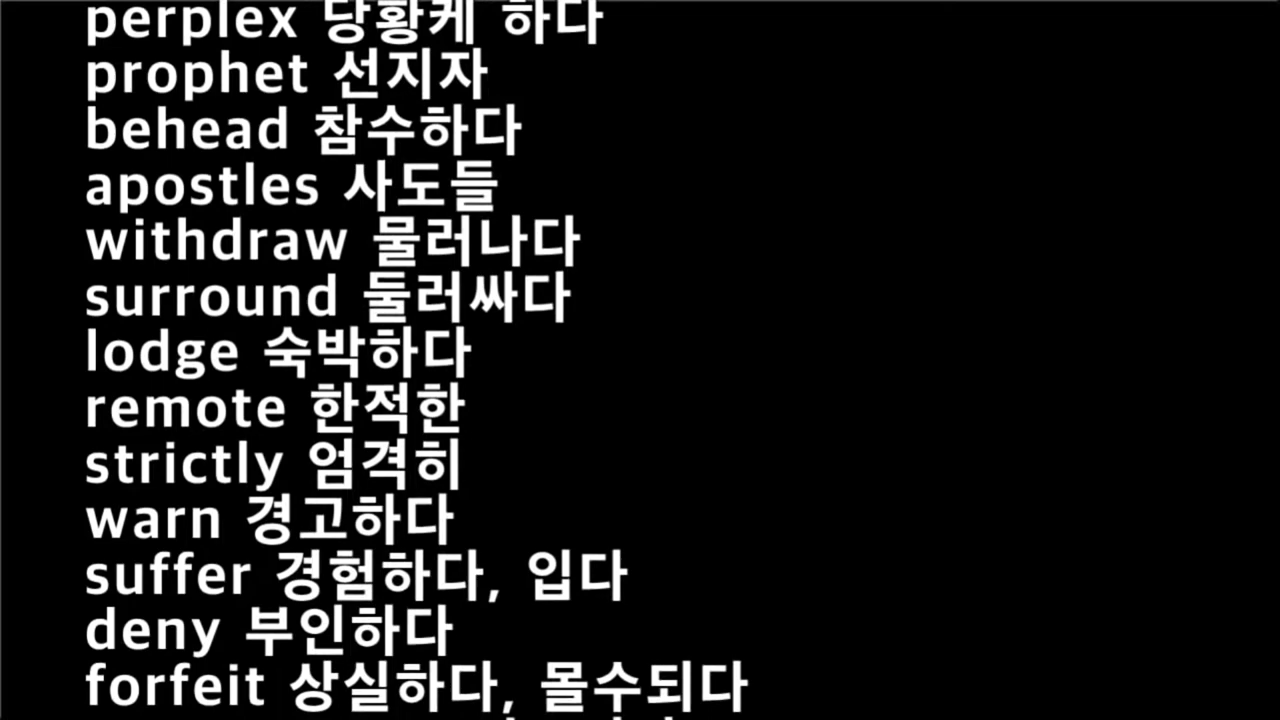 perplex 당황케 하다
prophet 선지자
behead 참수하다
apostles 사도들
withdraw 물러나다
surround 둘러싸다
lodge 숙박하다
remote 한적한
strictly 엄격히
warn 경고하다
suffer 경험하다, 입다
deny 부인하다
forfeit 상실하다, 몰수되다